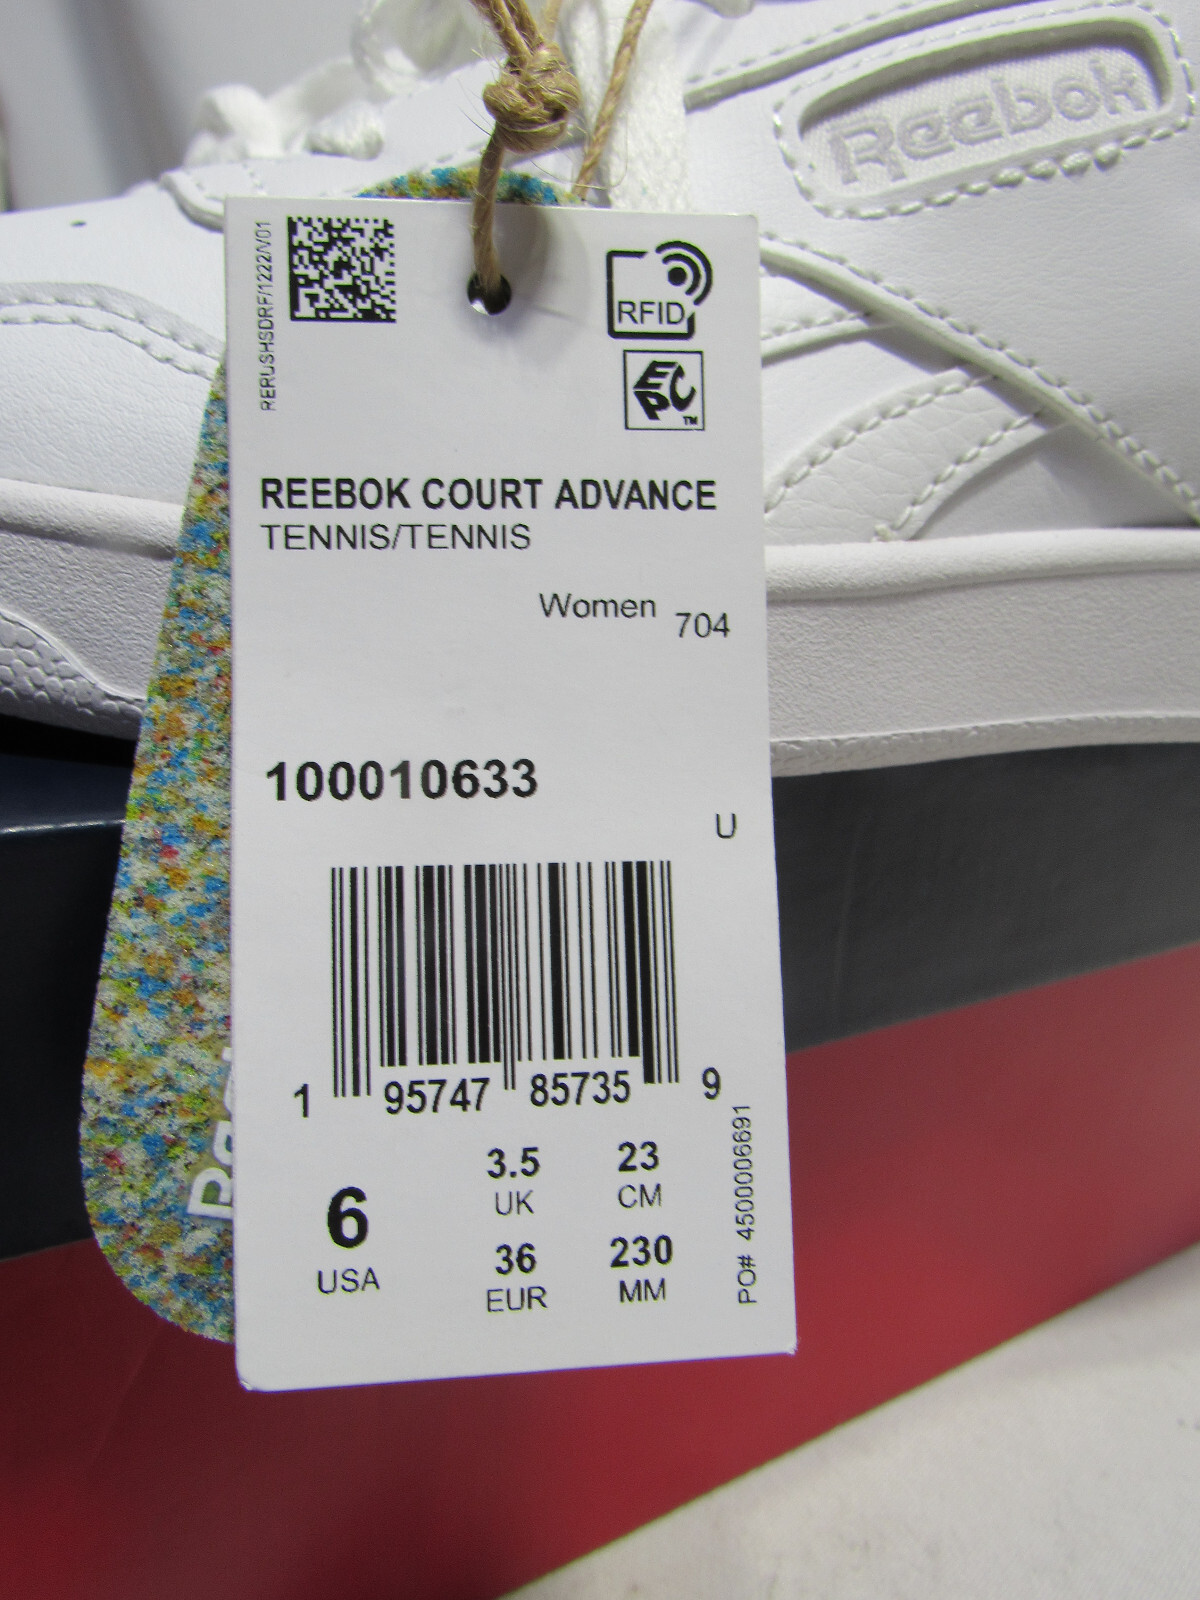 Reebok
RERUSHSDRF/1222/V01
RFID
EPC
TM
REEBOK COURT ADVANCE
TENNIS/TENNIS
Women 704
100010633
U
1 95747 85735 9
6
USA
3.5
UK
23
CM
36
EUR
230
MM
PO# 4500006691